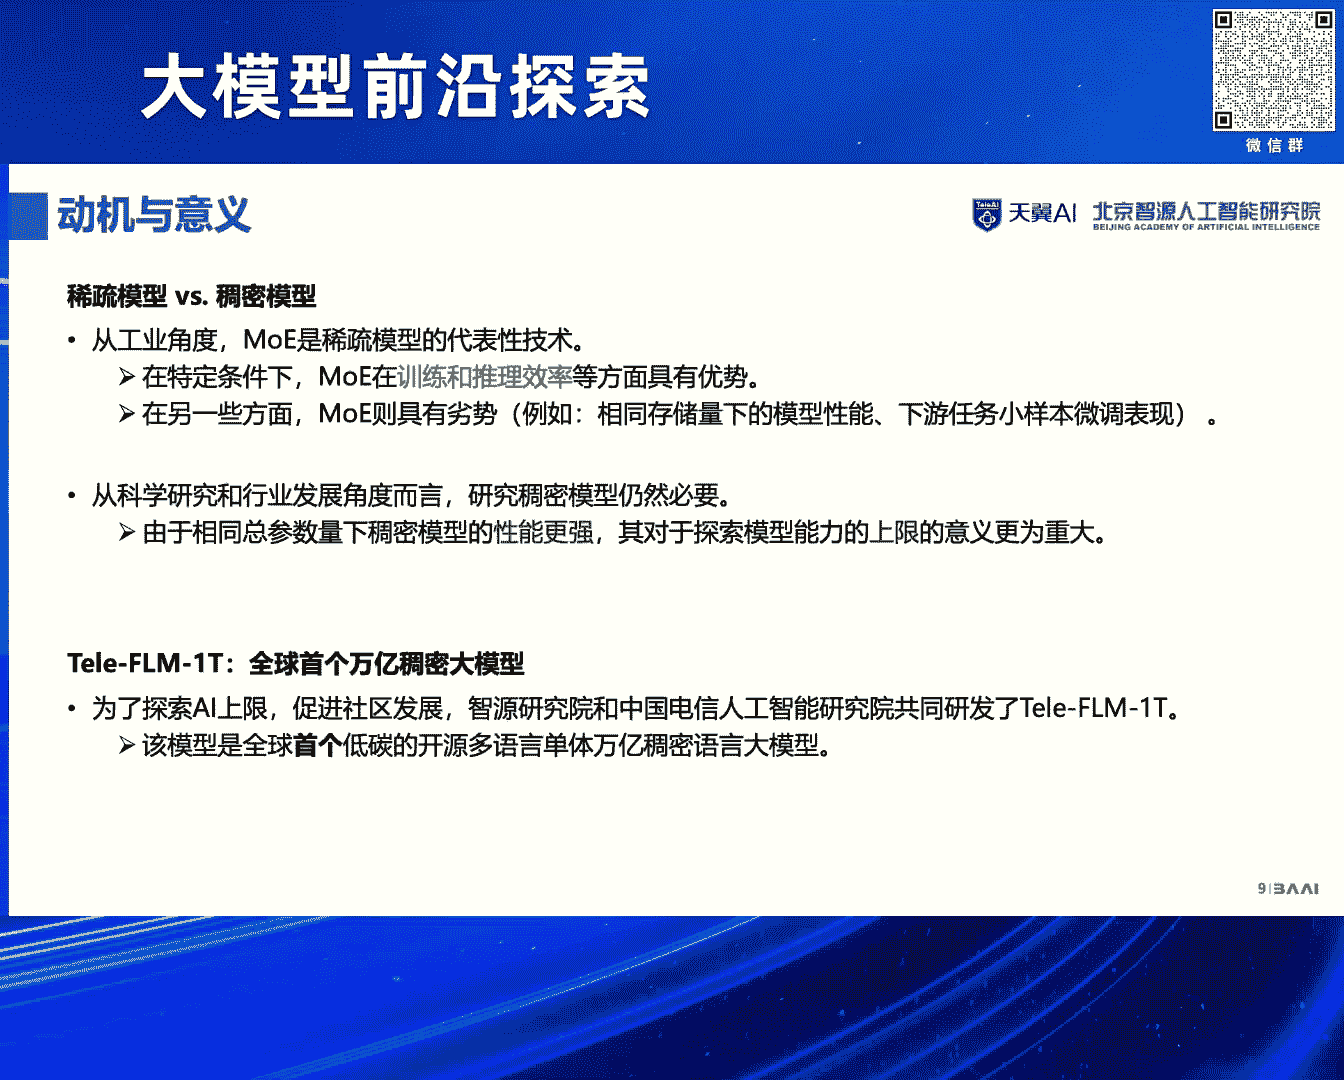 大模型前沿探索
微信群
动机与意义
TeleAI 天翼AI 北京智源人工智能研究院
BEIJING ACADEMY OF ARTIFICIAL INTELLIGENCE
稀疏模型 vs. 稠密模型
• 从工业角度，MoE是稀疏模型的代表性技术。
➢ 在特定条件下，MoE在训练和推理效率等方面具有优势。
➢ 在另一些方面，MoE则具有劣势（例如：相同存储量下的模型性能、下游任务小样本微调表现） 。
• 从科学研究和行业发展角度而言，研究稠密模型仍然必要。
➢ 由于相同总参数量下稠密模型的性能更强，其对于探索模型能力的上限的意义更为重大。
Tele-FLM-1T：全球首个万亿稠密大模型
• 为了探索AI上限，促进社区发展，智源研究院和中国电信人工智能研究院共同研发了Tele-FLM-1T。
➢ 该模型是全球首个低碳的开源多语言单体万亿稠密语言大模型。
9 | BAAI